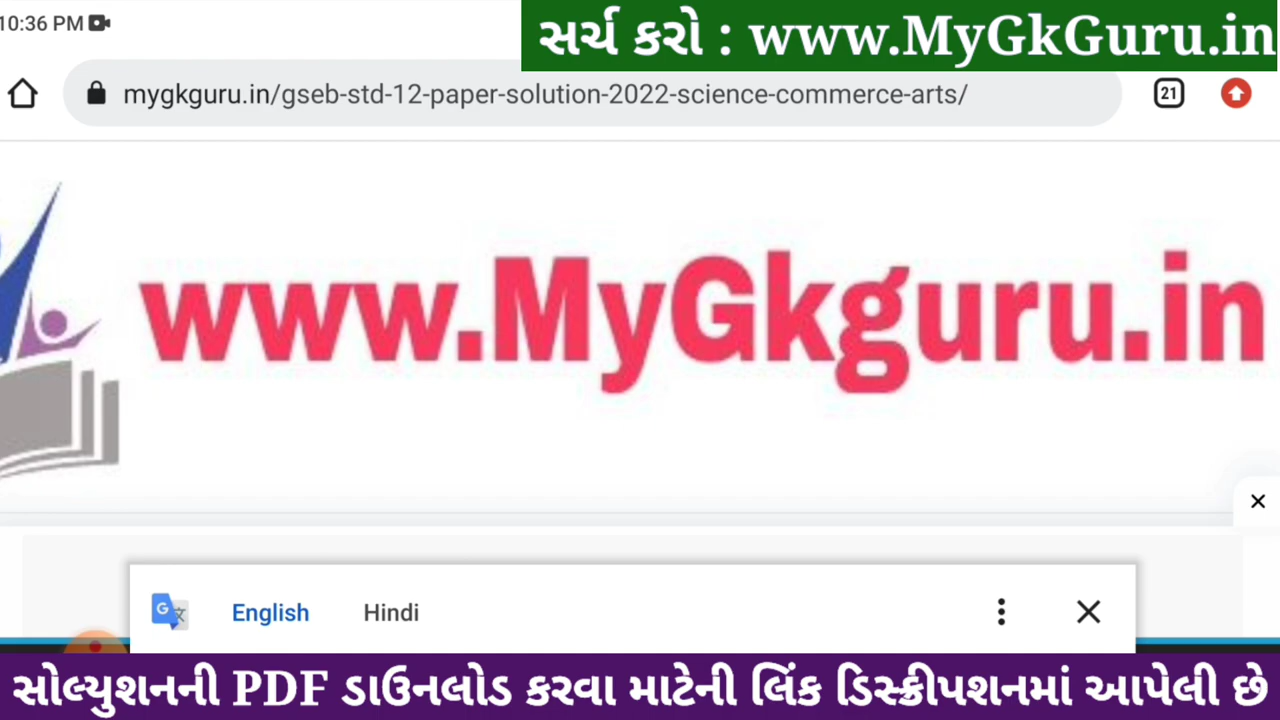 10:36 PM
સર્ચ કરો : www.MyGkGuru.in
mygkguru.in/gseb-std-12-paper-solution-2022-science-commerce-arts/
21
www.MyGkguru.in
English Hindi
સોલ્યુશનની PDF ડાઉનલોડ કરવા માટેની લિંક ડિસ્ક્રીપશનમાં આપેલી છે